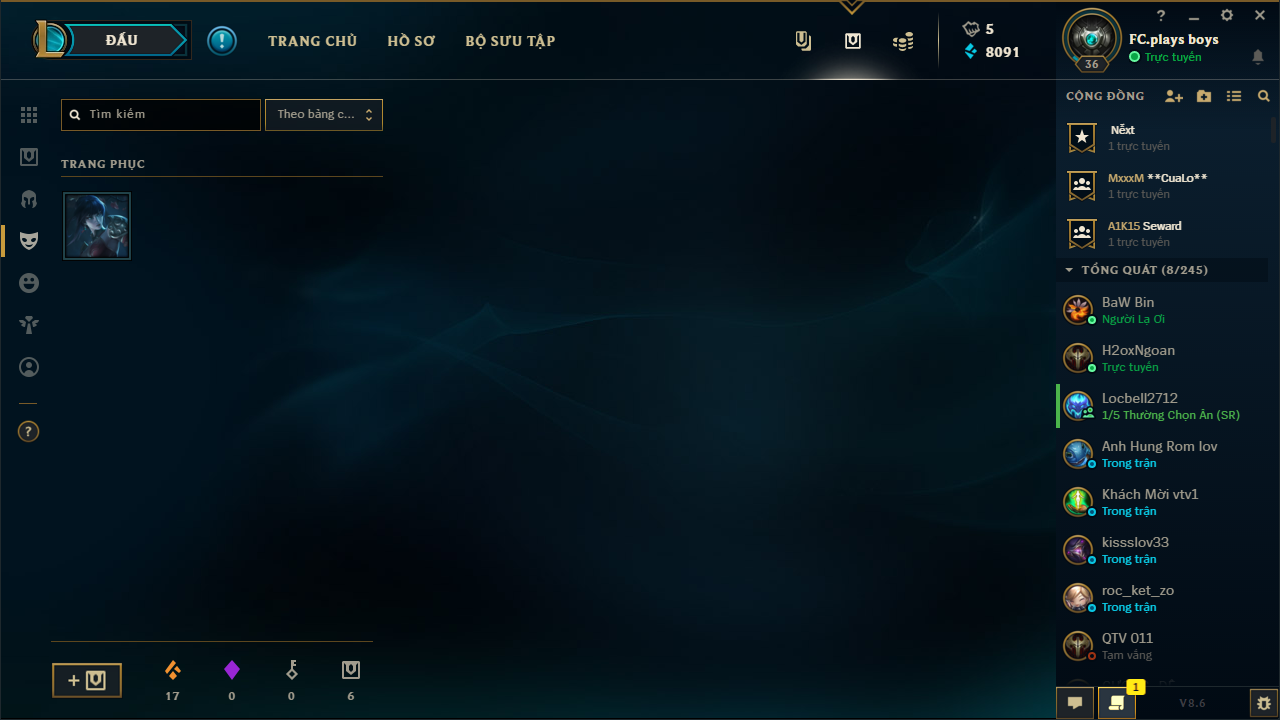 ĐẤU
TRANG CHỦ
HỒ SƠ
BỘ SƯU TẬP
5
8091
?
36
FC.plays boys
Trực tuyến
Tìm kiếm
Theo bảng c...
TRANG PHỤC
?
17
0
0
6
CỘNG ĐỒNG
Nễxt
1 trực tuyến
MxxxM **CuaLo**
1 trực tuyến
A1K15 Seward
1 trực tuyến
TỔNG QUÁT (8/245)
BaW Bin
Người Lạ Ơi
H2oxNgoan
Trực tuyến
Locbell2712
1/5 Thường Chọn Ẩn (SR)
Anh Hung Rom lov
Trong trận
Khách Mời vtv1
Trong trận
kissslov33
Trong trận
roc_ket_zo
Trong trận
QTV 011
Tạm vắng
1
V8.6